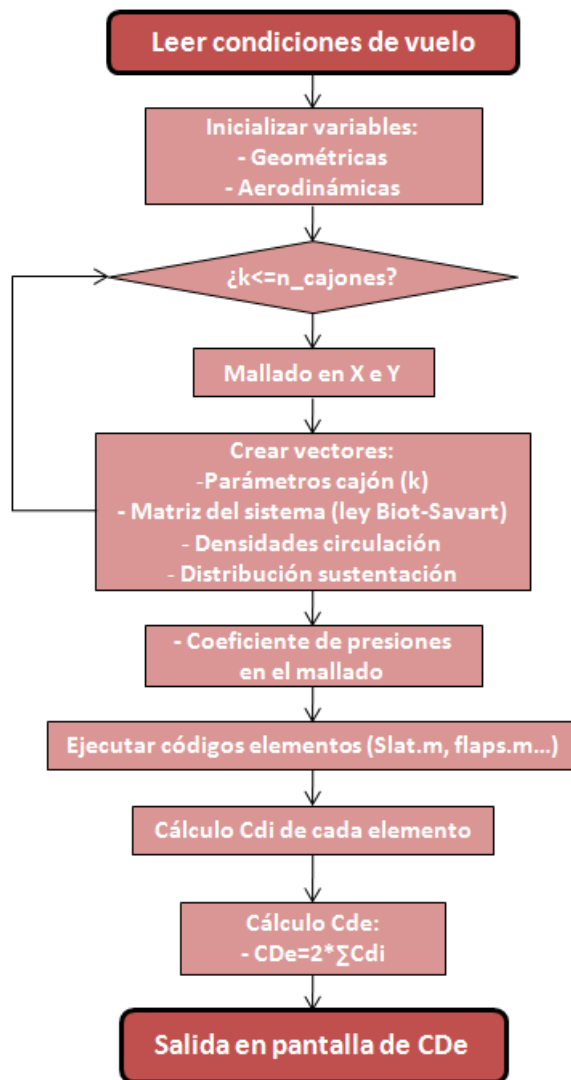 Leer condiciones de vuelo
Inicializar variables:
- Geométricas
- Aerodinámicas
¿k<=n_cajones?
Mallado en X e Y
Crear vectores:
-Parámetros cajón (k)
- Matriz del sistema (ley Biot-Savart)
- Densidades circulación
- Distribución sustentación
- Coeficiente de presiones
en el mallado
Ejecutar códigos elementos (Slat.m, flaps.m...)
Cálculo Cdi de cada elemento
Cálculo Cde:
- CDe=2*∑Cdi
Salida en pantalla de CDe